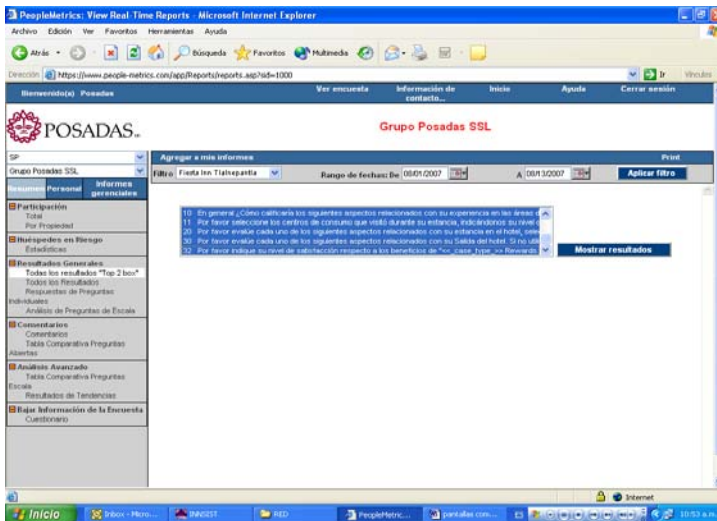 PeopleMetrics: View Real-Time Reports - Microsoft Internet Explorer
Archivo Edición Ver Favoritos Herramientas Ayuda
Atrás Búsqueda Favoritos Multimedia
Dirección https://www.people-metrics.com/app/Reports/reports.asp?sid=1000 Ir Vínculos
Bienvenido(a) Posadas Ver encuesta Información de contacto... Inicio Ayuda Cerrar sesión
POSADAS
Grupo Posadas SSL
SP
Grupo Posadas SSL
Agregar a mis informes Print
Filtro Fiesta Inn Tlalnepantla Rango de fechas: De 08/01/2007 A 08/13/2007 Aplicar filtro
Resumen Personal Informes gerenciales
Participación
Total
Por Propiedad
Huéspedes en Riesgo
Estadísticas
Resultados Generales
Todas los resultados "Top 2 box"
Todos los Resultados
Respuestas de Preguntas Individuales
Análisis de Preguntas de Escala
Comentarios
Comentarios
Tabla Comparativa Preguntas Abiertas
Análisis Avanzado
Tabla Comparativa Preguntas Escala
Resultados de Tendencias
Bajar Información de la Encuesta
Cuestionario
10 En general ¿Cómo calificaría los siguientes aspectos relacionados con su experiencia en las áreas
11 Por favor seleccione los centros de consumo que visitó durante su estancia, indicándonos su nivel
20 Por favor evalúe cada uno de los siguientes aspectos relacionados con su estancia en el hotel,
30 Por favor evalúe cada uno de los siguientes aspectos relacionados con su Salida del hotel. Si no
32 Por favor indique su nivel de satisfacción respecto a los beneficios de "<<_case_type_>> Rewards
Mostrar resultados
Internet
Inicio Inbox - Micro... INNSIST RED PeopleMetric... pantallas com... ES 10:53 a.m.